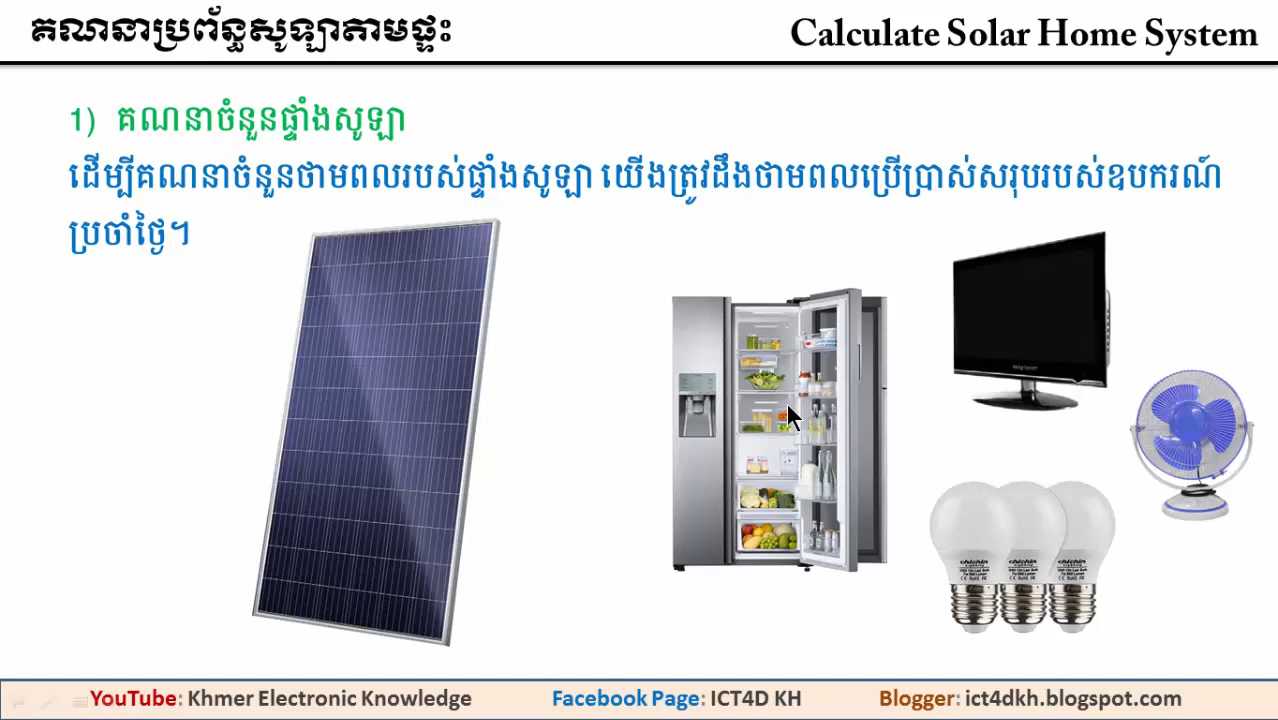 គណនាប្រព័ន្ធសូឡាតាមផ្ទះ
Calculate Solar Home System
1) គណនាចំនួនផ្ទាំងសូឡា
ដើម្បីគណនាចំនួនថាមពលរបស់ផ្ទាំងសូឡា យើងត្រូវដឹងថាមពលប្រើប្រាស់សរុបរបស់ឧបករណ៍
ប្រចាំថ្ងៃ។
YouTube: Khmer Electronic Knowledge
Facebook Page: ICT4D KH
Blogger: ict4dkh.blogspot.com